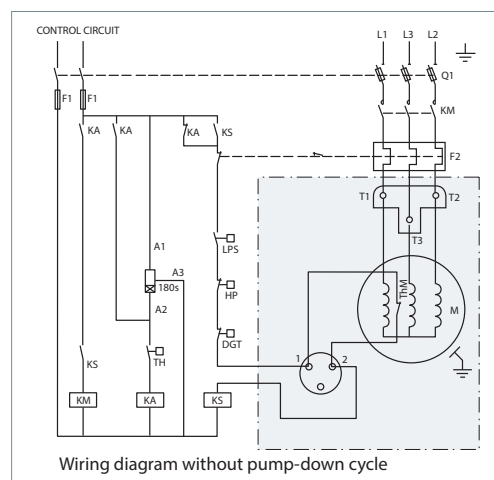 CONTROL CIRCUIT
L1 L3 L2
Q1
F1 F1
KM
KA KA KA KS
F2
T1 T2
T3
LPS
A1
A3
180s
HP
ThM
M
A2
DGT
TH
1 2
KS
KM KA KS
Wiring diagram without pump-down cycle